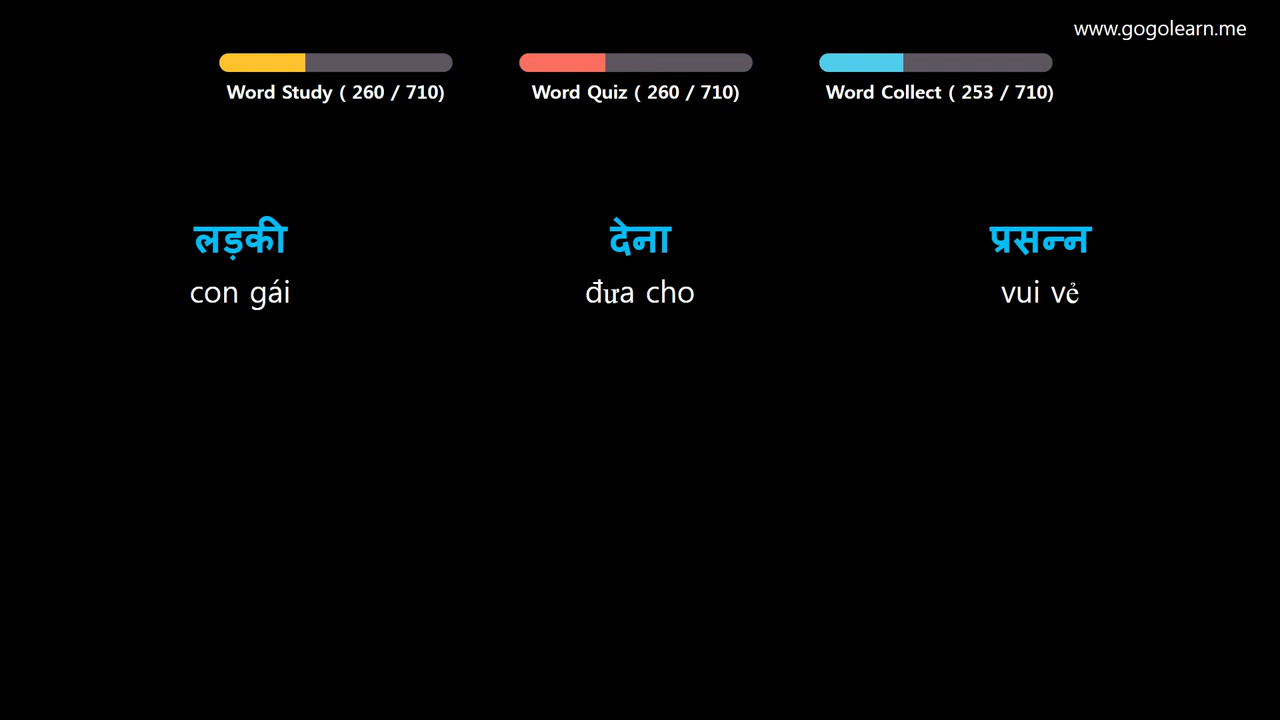 www.gogolearn.me
Word Study ( 260 / 710) Word Quiz ( 260 / 710) Word Collect ( 253 / 710)
लड़की देना प्रसन्न
con gái đưa cho vui vẻ